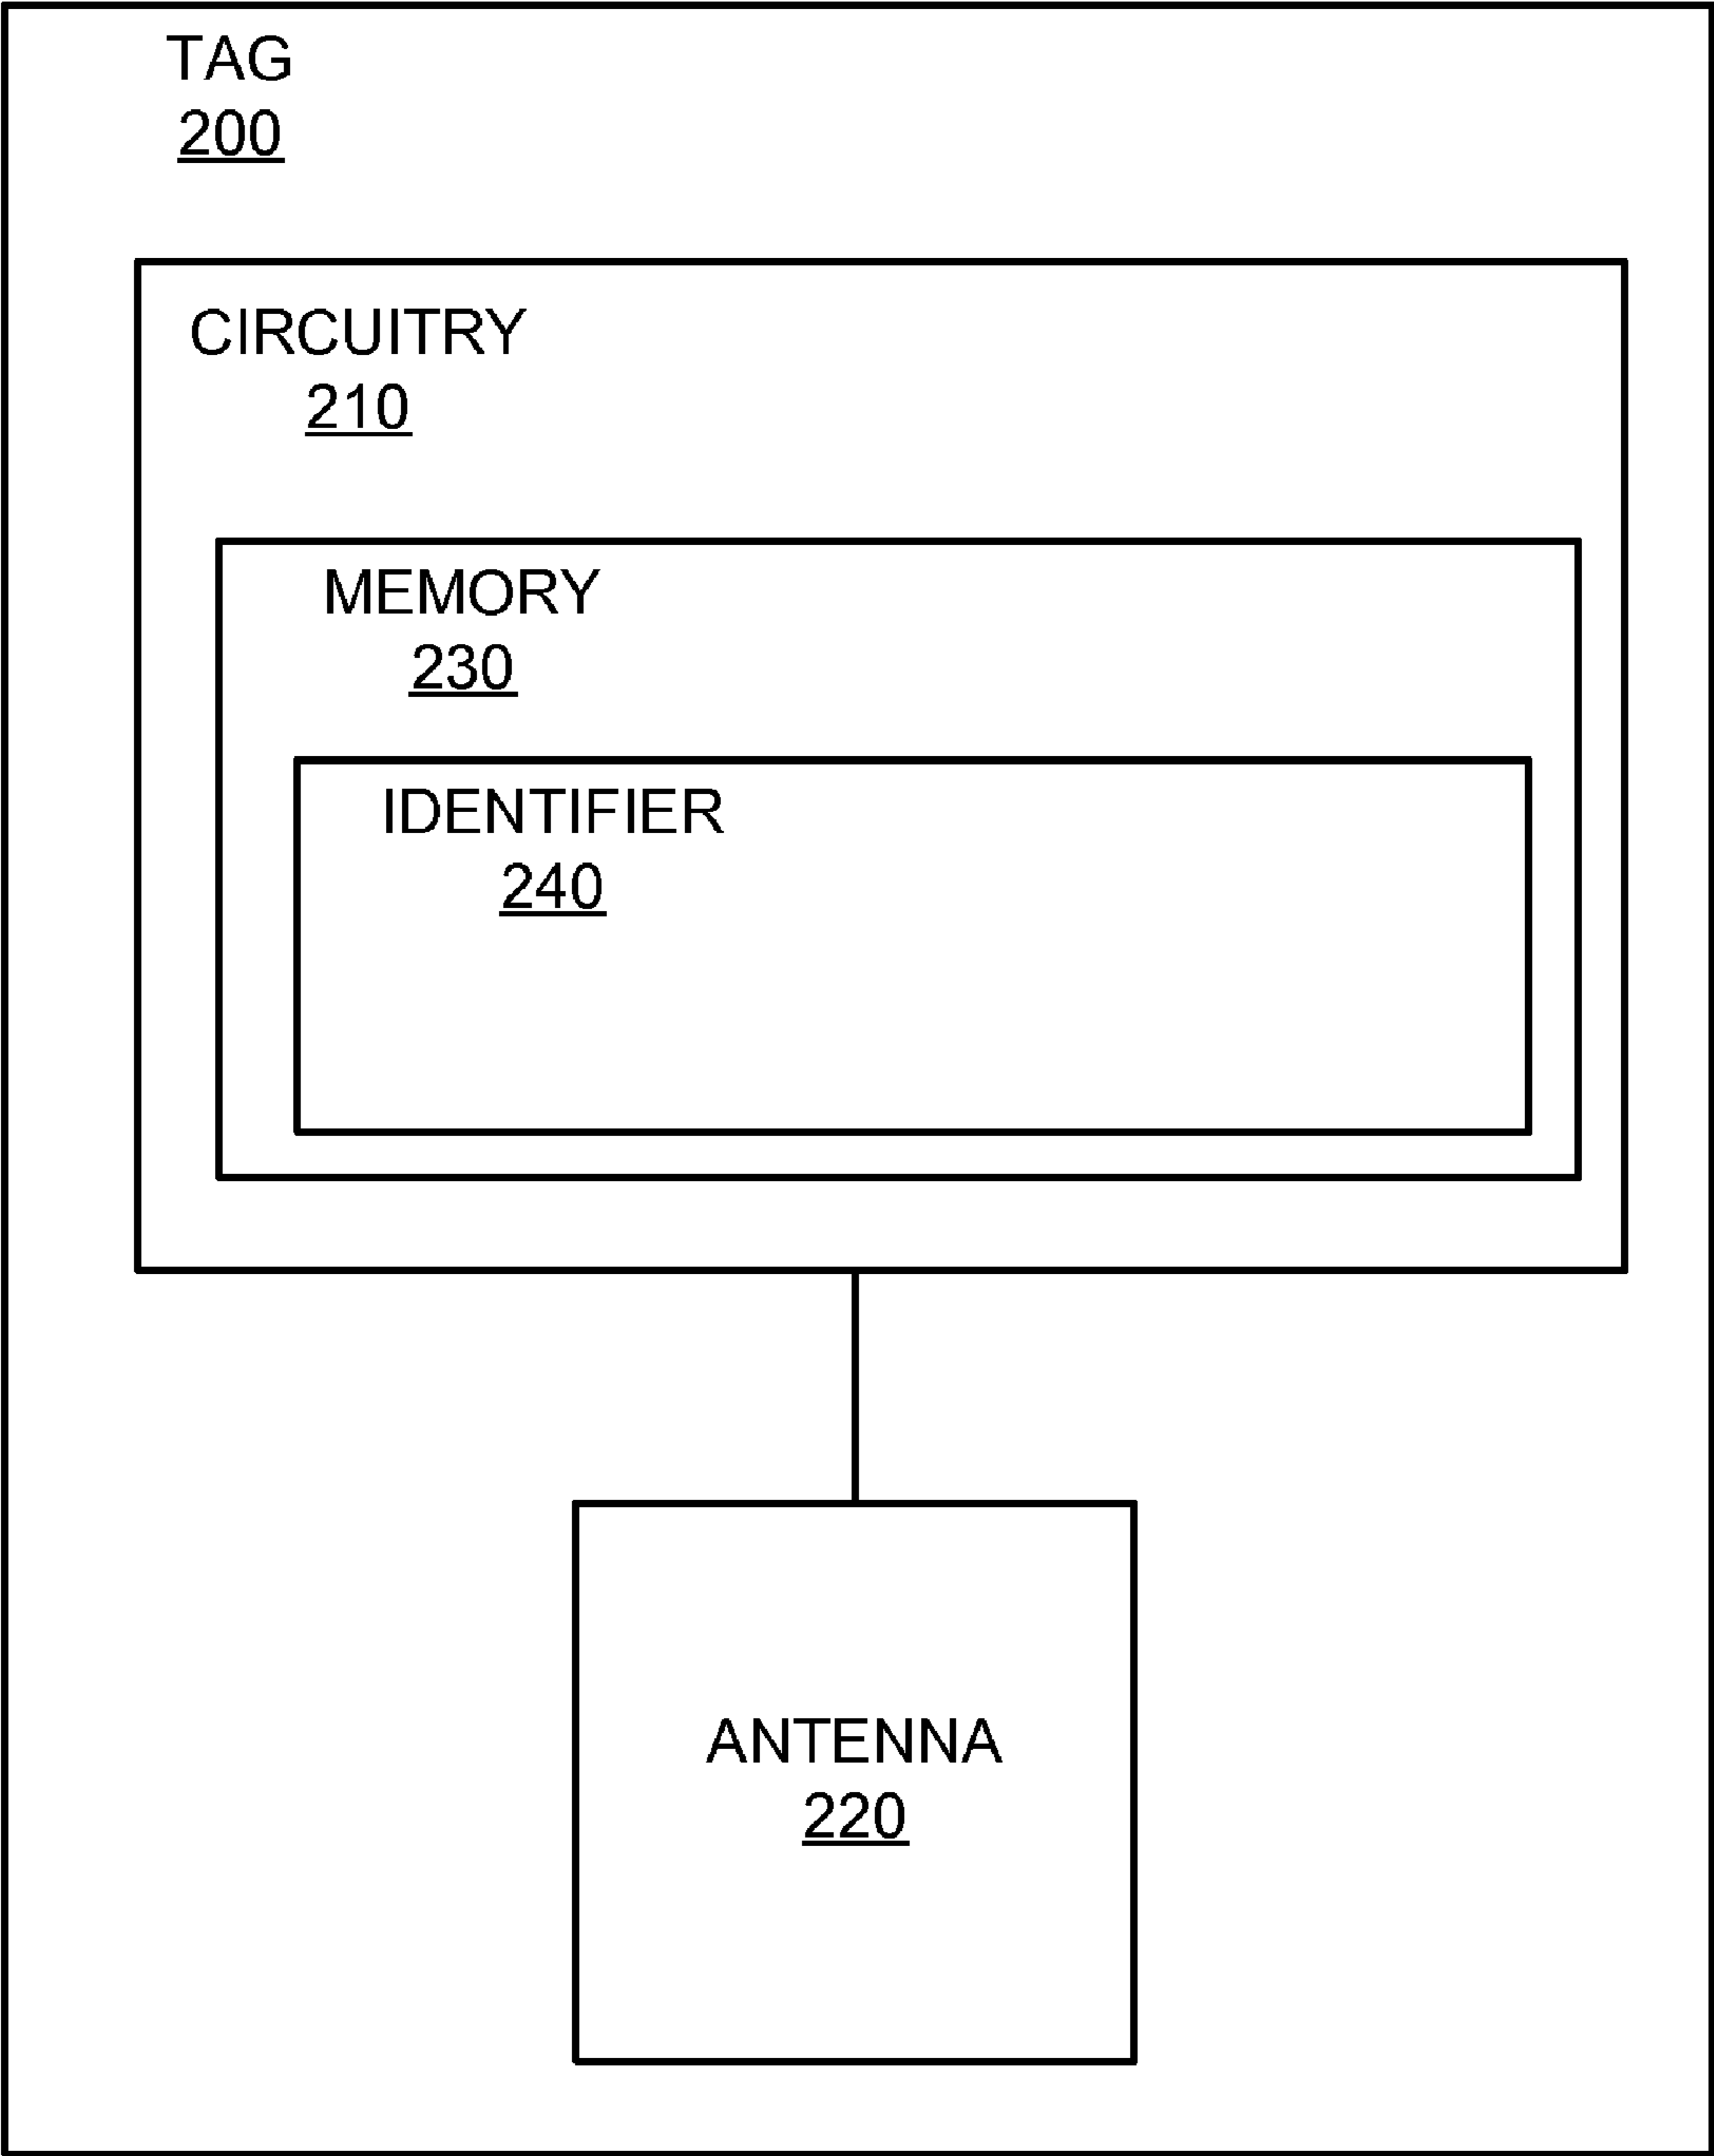 TAG
200
CIRCUITRY
210
MEMORY
230
IDENTIFIER
240
ANTENNA
220